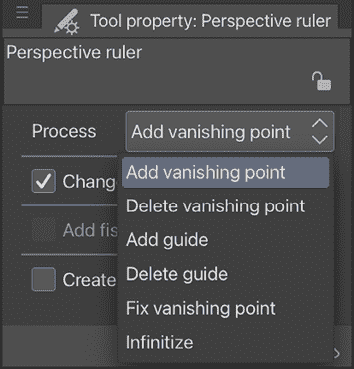 Tool property: Perspective ruler
Perspective ruler
Process Add vanishing point
Add vanishing point
Chang
Delete vanishing point
Add fis
Add guide
Delete guide
Create
Fix vanishing point
Infinitize